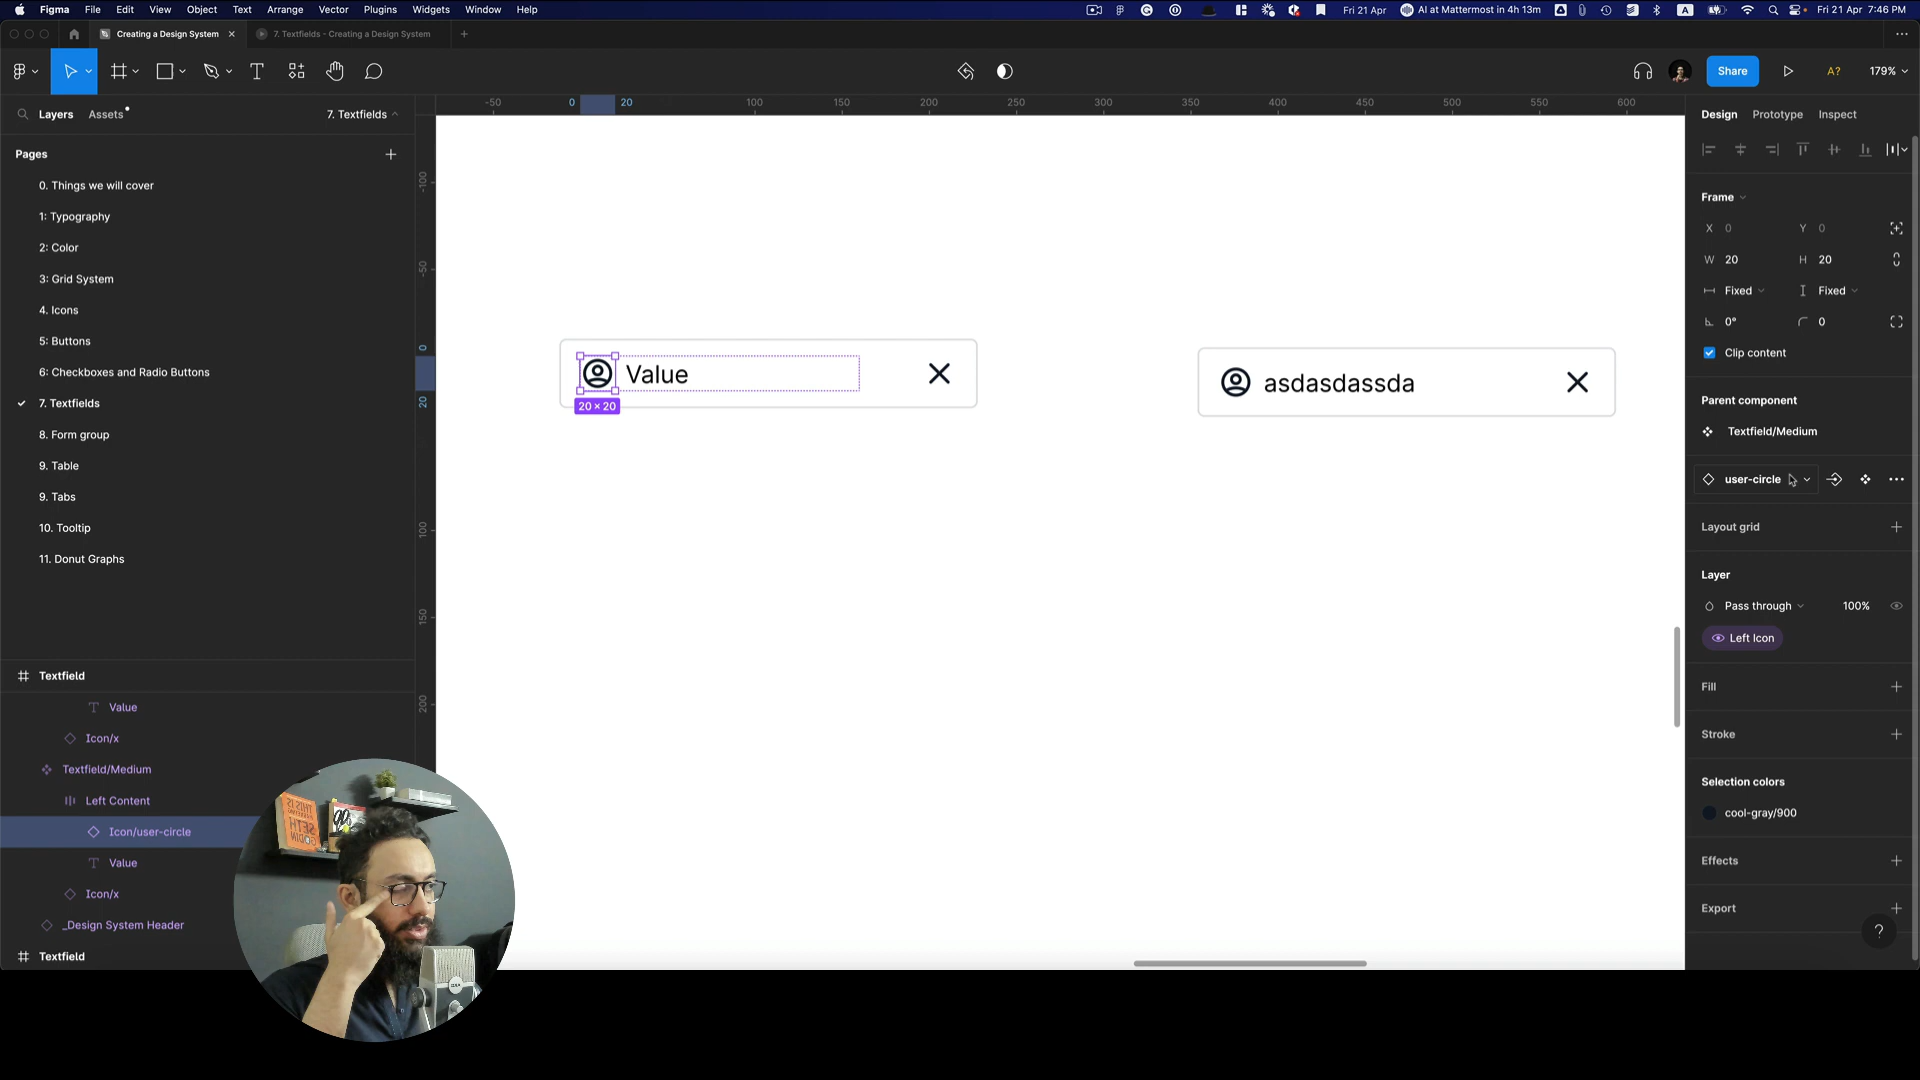 Figma File Edit View Object Text Arrange Vector Plugins Widgets Window Help
Fri 21 Apr AI at Mattermost in 4h 13m A Fri 21 Apr 7:46 PM
Creating a Design System 7. Textfields - Creating a Design System
Share A? 179%
Layers Assets 7. Textfields
Pages
0. Things we will cover
1: Typography
2: Color
3: Grid System
4. Icons
5: Buttons
6: Checkboxes and Radio Buttons
7. Textfields
8. Form group
9. Table
9. Tabs
10. Tooltip
11. Donut Graphs
Textfield
Value
Icon/x
Textfield/Medium
Left Content
Icon/user-circle
Value
Icon/x
_Design System Header
Textfield
-50 0 20 100 150 200 250 300 350 400 450 500 550 600
-100
-50
0
20
100
150
200
Value
20 × 20
asdasdassda
Design Prototype Inspect
Frame
X 0 Y 0
W 20 H 20
Fixed Fixed
0° 0
Clip content
Parent component
Textfield/Medium
user-circle
Layout grid
Layer
Pass through 100%
Left Icon
Fill
Stroke
Selection colors
cool-gray/900
Effects
Export
?